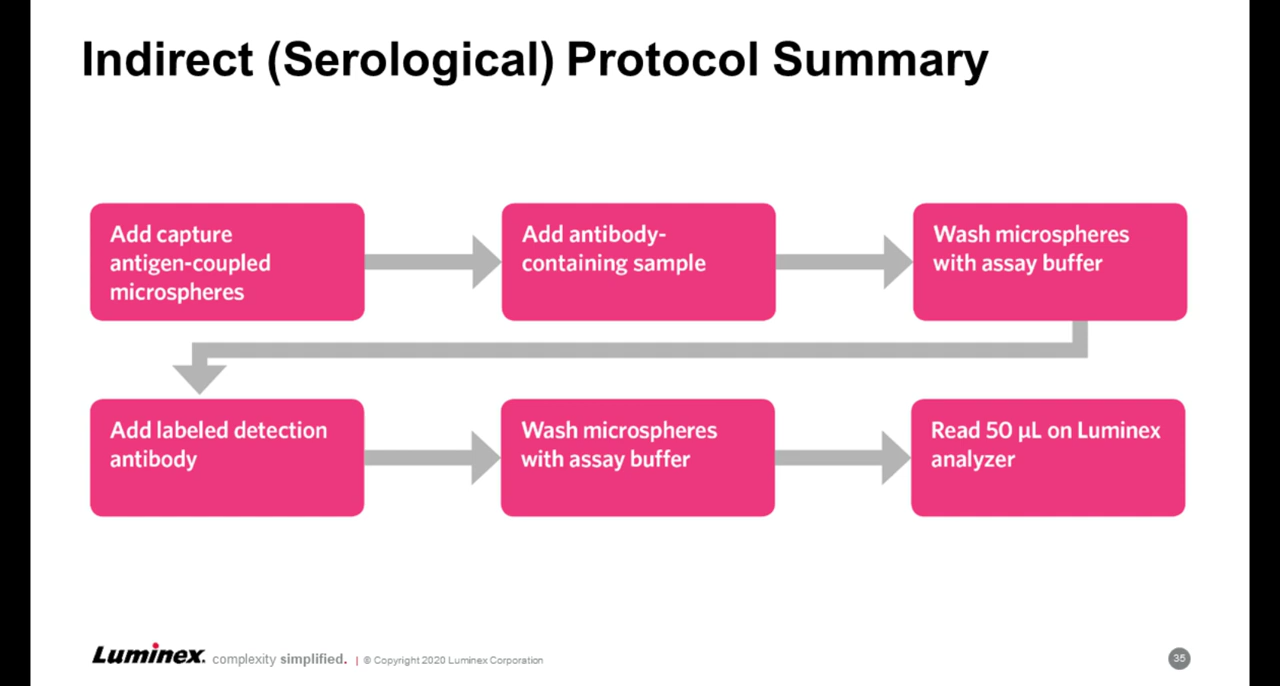 Indirect (Serological) Protocol Summary
Add capture
antigen-coupled
microspheres
Add antibody-
containing sample
Wash microspheres
with assay buffer
Add labeled detection
antibody
Wash microspheres
with assay buffer
Read 50 µL on Luminex
analyzer
Luminex. complexity simplified. | © Copyright 2020 Luminex Corporation
35